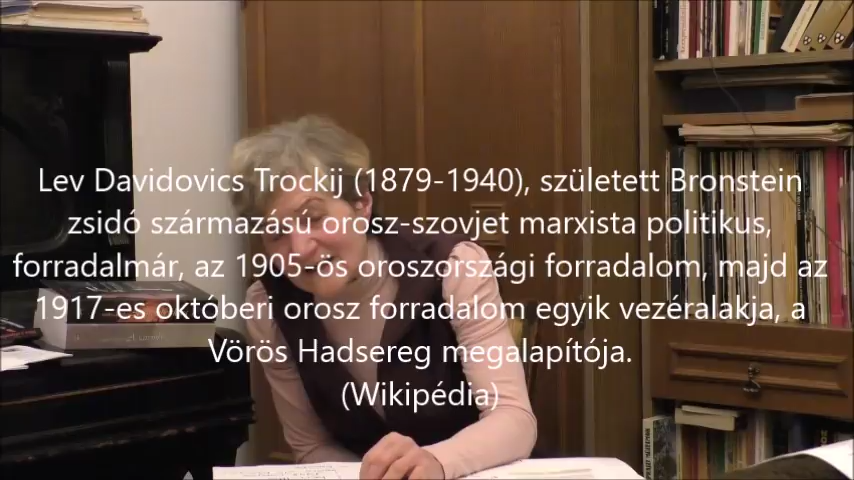 Lev Davidovics Trockij (1879-1940), született Bronstein
zsidó származású orosz-szovjet marxista politikus,
forradalmár, az 1905-ös oroszországi forradalom, majd az
1917-es októberi orosz forradalom egyik vezéralakja, a
Vörös Hadsereg megalapítója.
(Wikipédia)